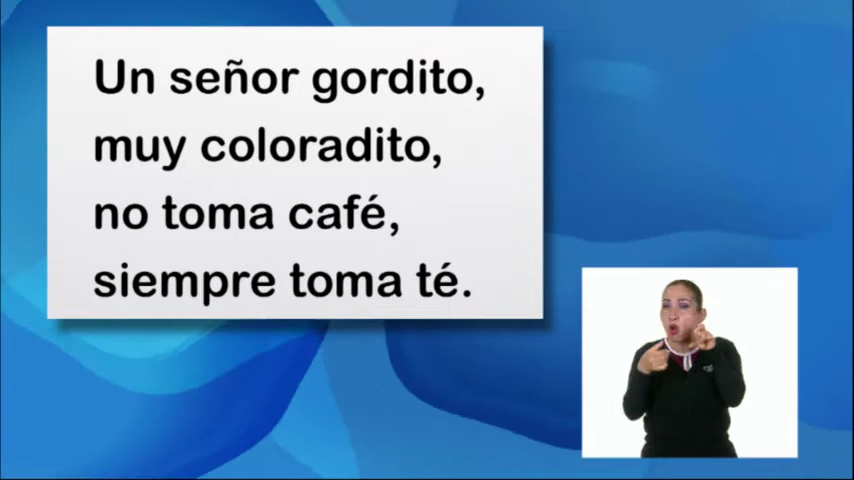 Un señor gordito,
muy coloradito,
no toma café,
siempre toma té.